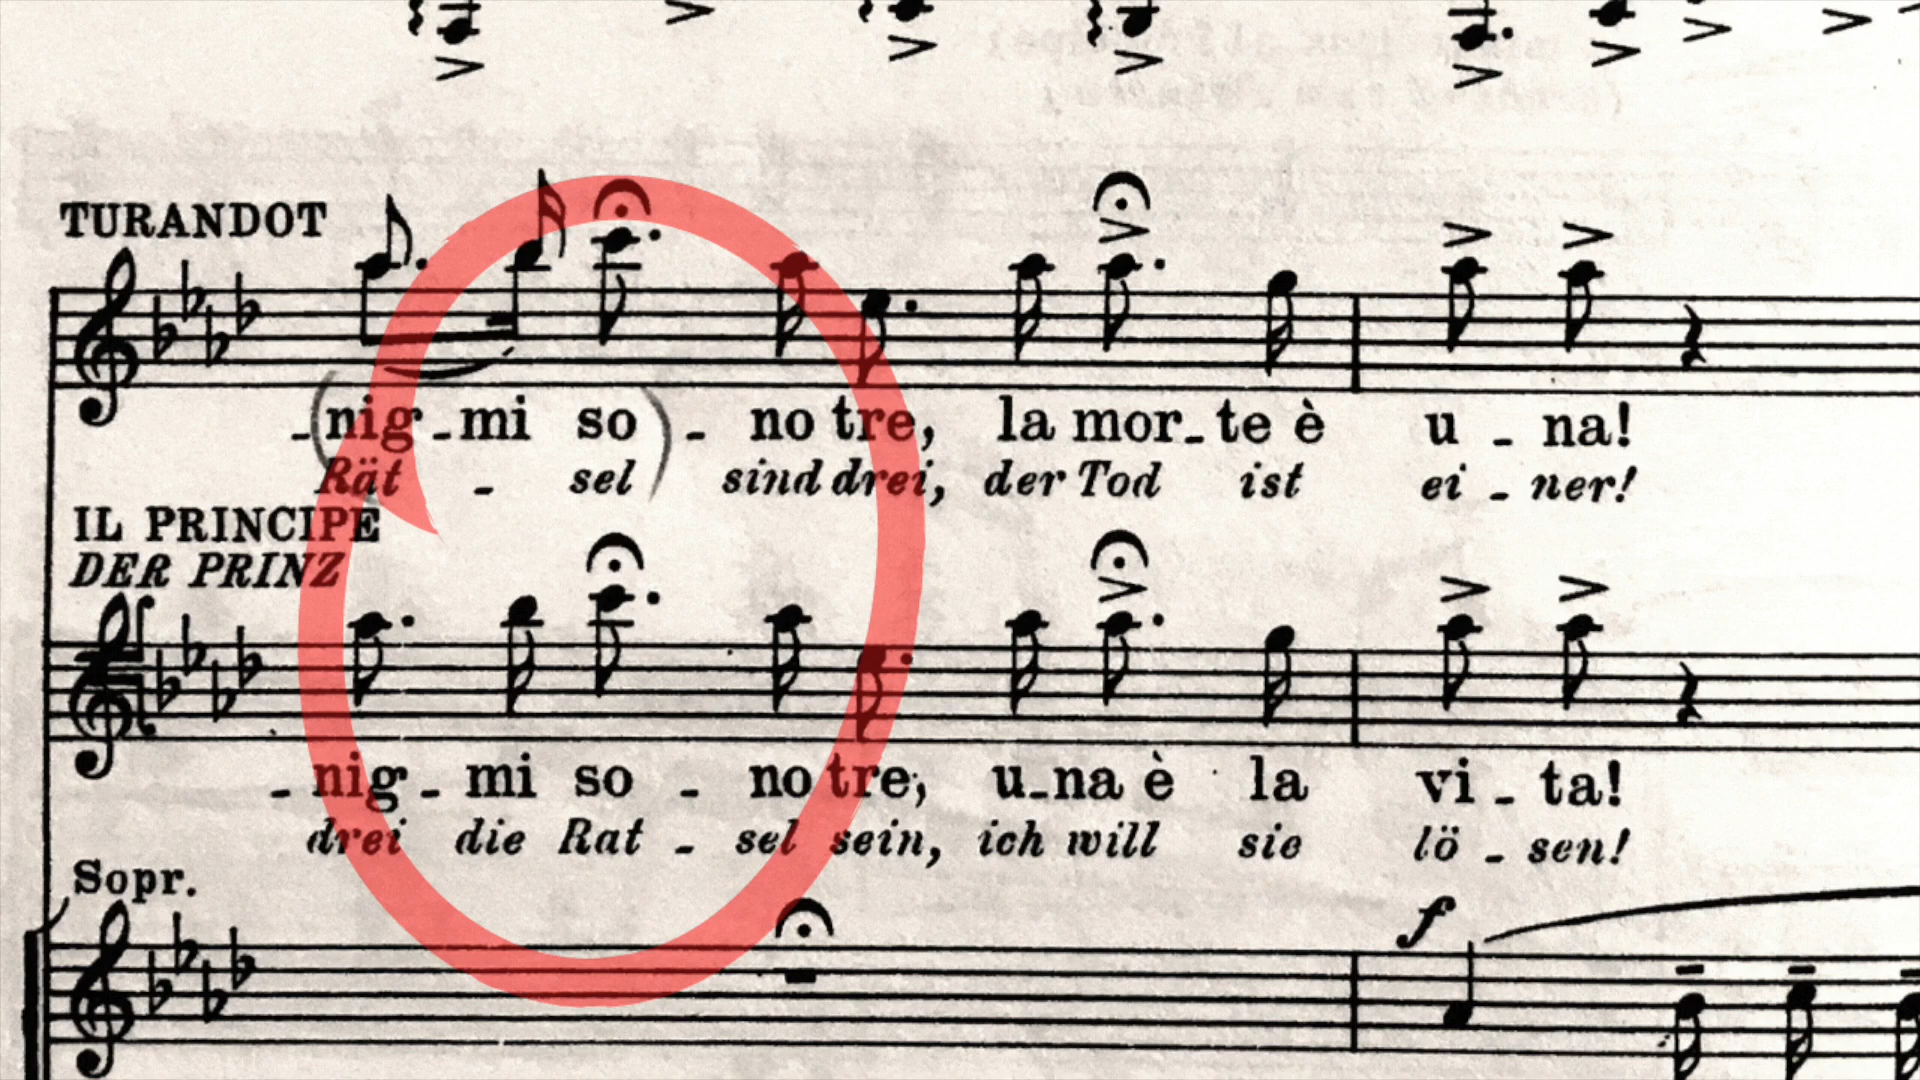 TURANDOT
-nig-mi so - no tre, la mor-te è u - na!
Rät - sel sind drei, der Tod ist ei - ner!
IL PRINCIPE
DER PRINZ
-nig-mi so - no tre, u-na è la vi - ta!
drei die Rät - sel sein, ich will sie lö - sen!
Sopr.
f